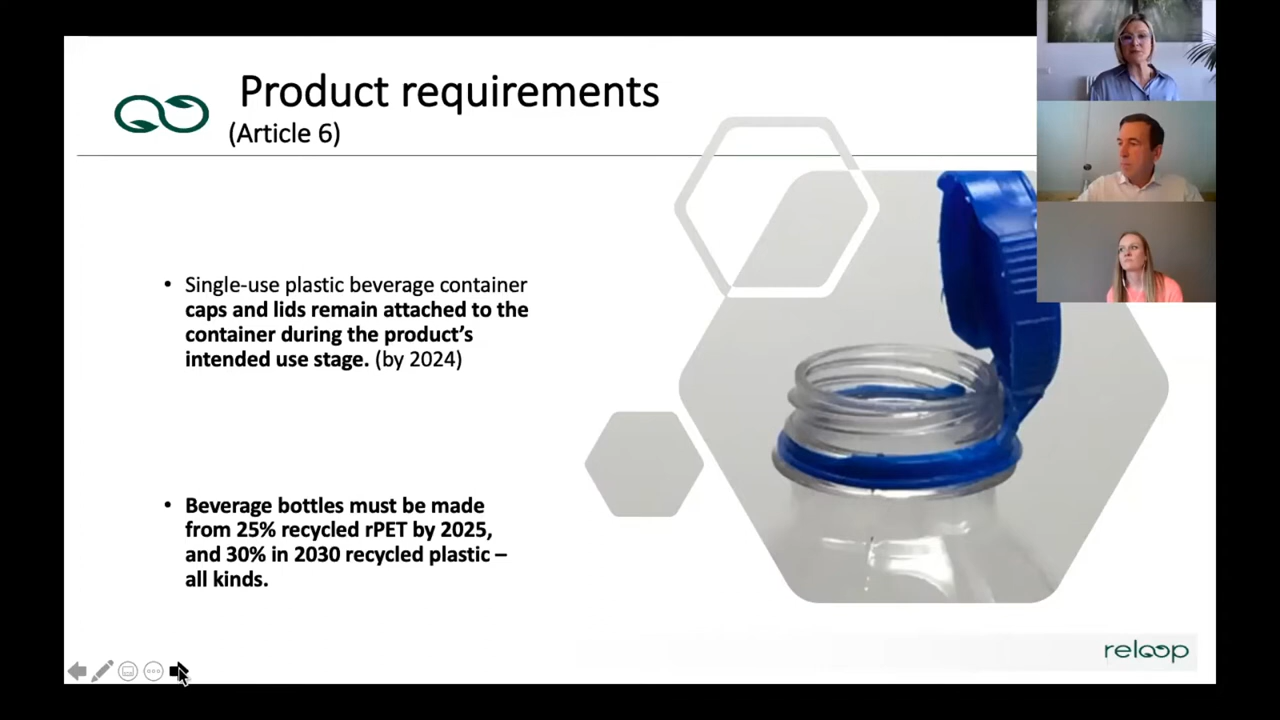 Product requirements
(Article 6)
• Single-use plastic beverage container
caps and lids remain attached to the
container during the product's
intended use stage. (by 2024)
• Beverage bottles must be made
from 25% recycled rPET by 2025,
and 30% in 2030 recycled plastic –
all kinds.
reloop